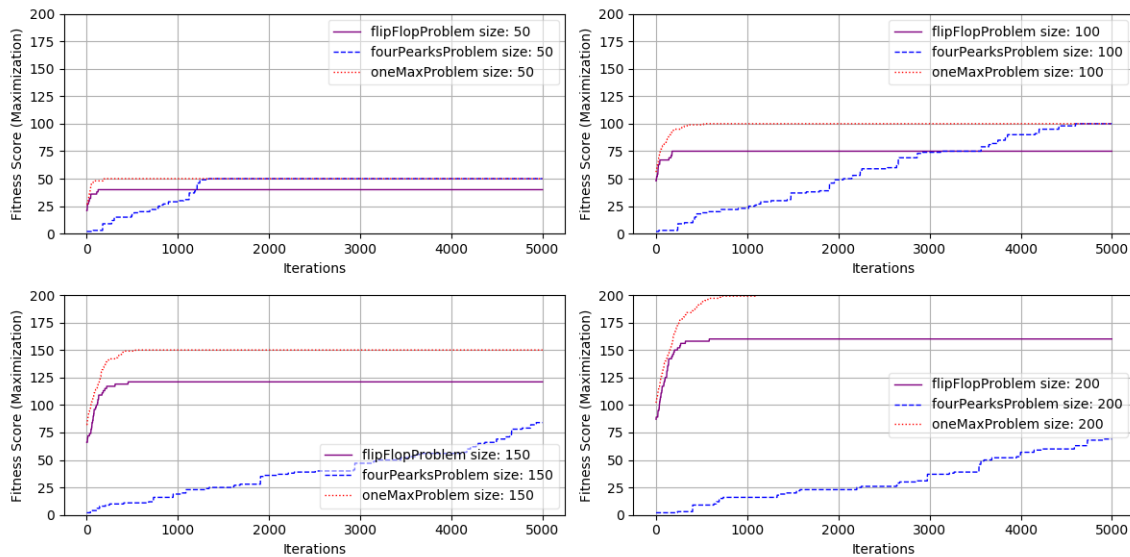 200
175
150
125
100
75
50
25
0
Fitness Score (Maximization)
flipFlopProblem size: 50
fourPearksProblem size: 50
oneMaxProblem size: 50
0 1000 2000 3000 4000 5000
Iterations
200
175
150
125
100
75
50
25
0
Fitness Score (Maximization)
flipFlopProblem size: 100
fourPearksProblem size: 100
oneMaxProblem size: 100
0 1000 2000 3000 4000 5000
Iterations
200
175
150
125
100
75
50
25
0
Fitness Score (Maximization)
flipFlopProblem size: 150
fourPearksProblem size: 150
oneMaxProblem size: 150
0 1000 2000 3000 4000 5000
Iterations
200
175
150
125
100
75
50
25
0
Fitness Score (Maximization)
flipFlopProblem size: 200
fourPearksProblem size: 200
oneMaxProblem size: 200
0 1000 2000 3000 4000 5000
Iterations